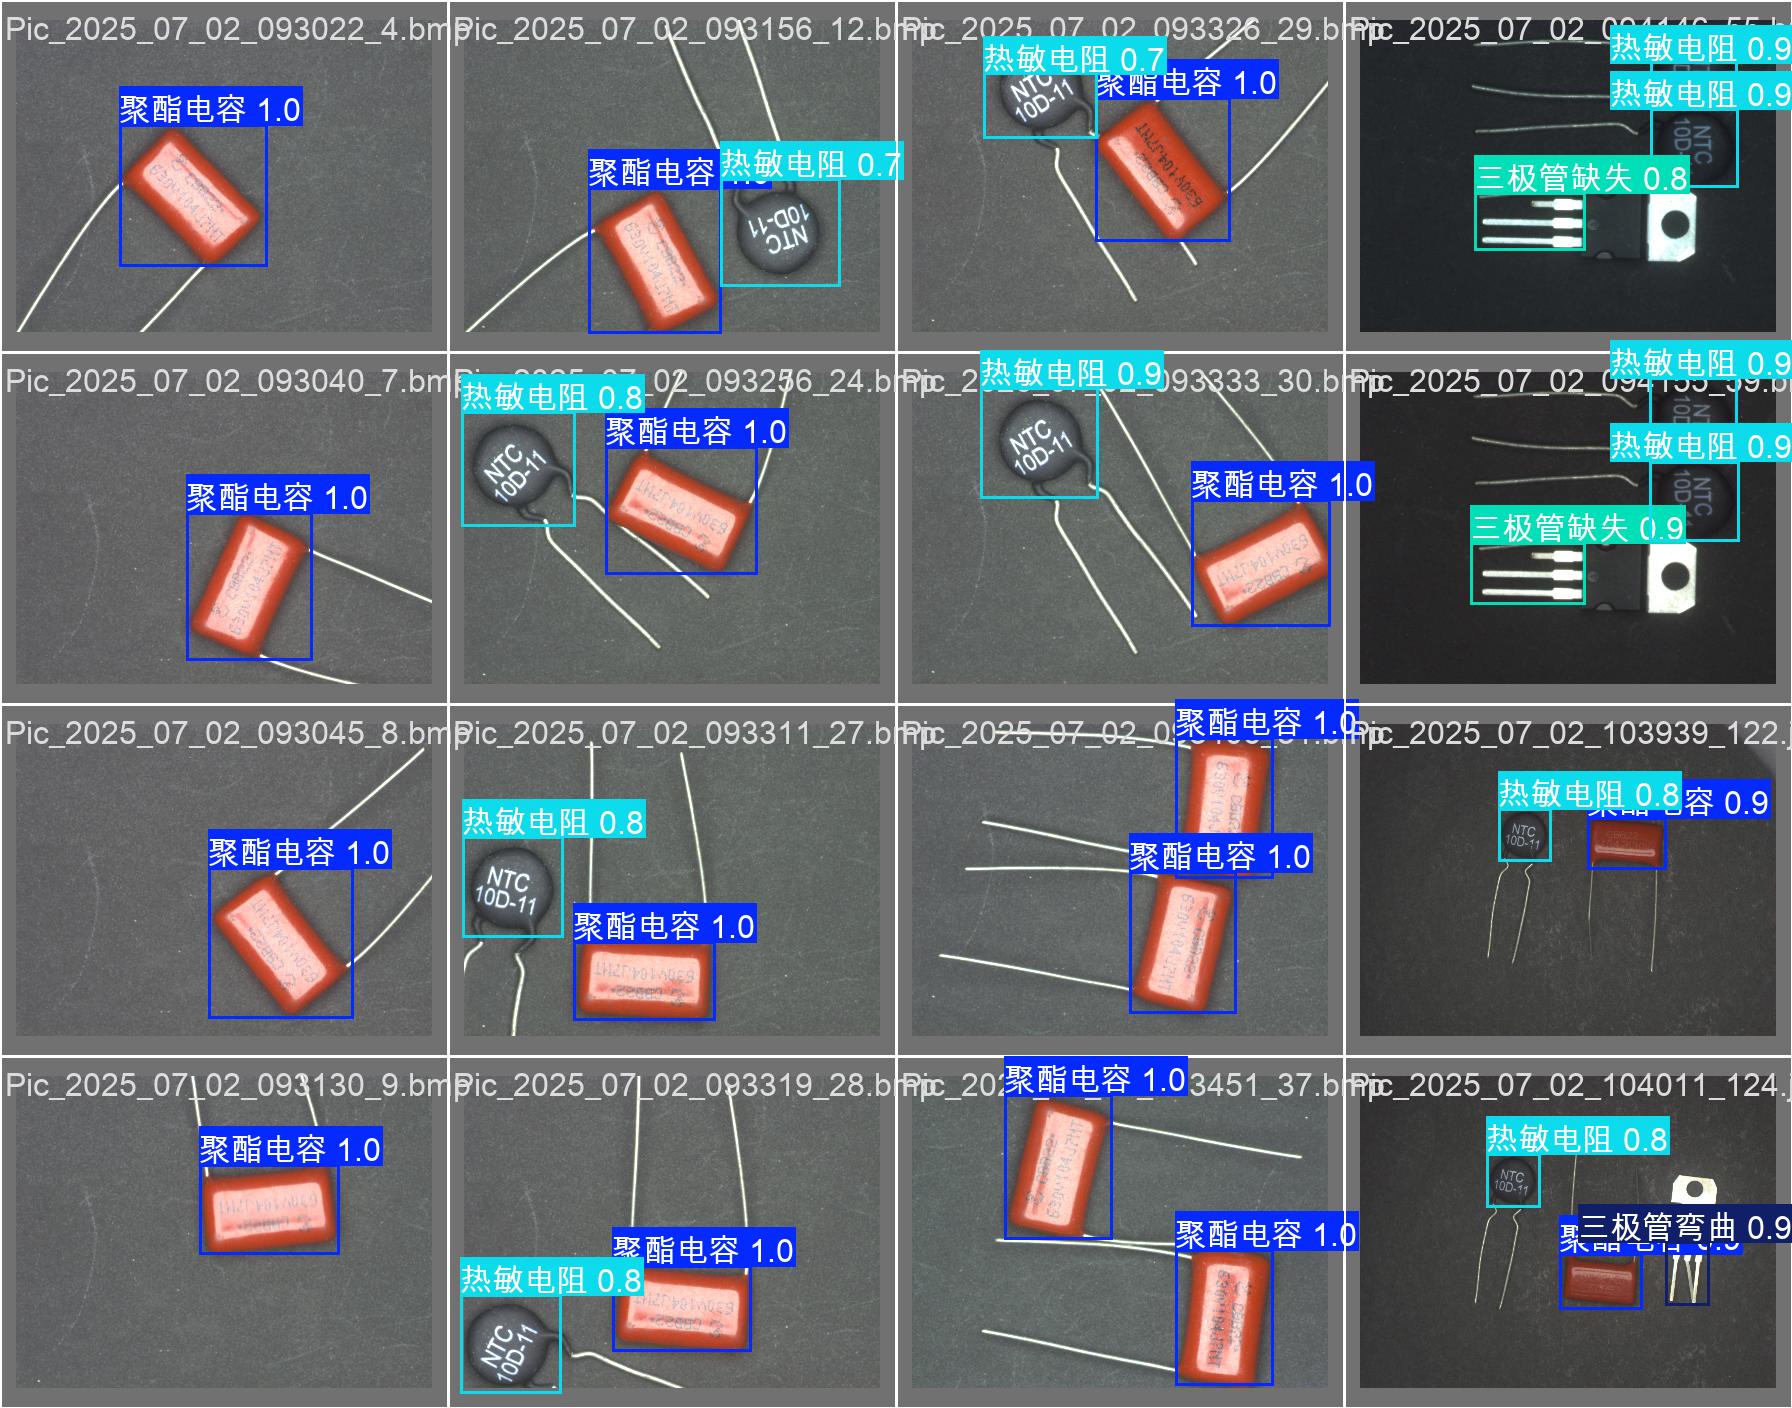 Pic_2025_07_02_093022_4.bmp
聚酯电容 1.0
Pic_2025_07_02_093156_12.bmp
聚酯电容
热敏电阻 0.7
NTC
10D-11
630V104J?MT
Pic_2025_07_02_093326_29.bmp
热敏电阻 0.7
聚酯电容 1.0
NTC
10D-11
630V104J?MT
CBB22
热敏电阻 0.9
热敏电阻 0.9
NTC
三极管缺失 0.8
Pic_2025_07_02_093040_7.bmp
聚酯电容 1.0
热敏电阻 0.8
聚酯电容 1.0
NTC
10D-11
热敏电阻 0.9
093333_30.bmp
NTC
10D-11
聚酯电容 1.0
热敏电阻 0.9
热敏电阻 0.9
NTC
三极管缺失 0.9
Pic_2025_07_02_093045_8.bmp
聚酯电容 1.0
Pic_2025_07_02_093311_27.bmp
热敏电阻 0.8
NTC
10D-11
聚酯电容 1.0
聚酯电容 1.0
聚酯电容 1.0
Pic_2025_07_02_103939_122.j
热敏电阻 0.8
容 0.9
NTC
10D-11
Pic_2025_07_02_093130_9.bmp
聚酯电容 1.0
Pic_2025_07_02_093319_28.bmp
聚酯电容 1.0
热敏电阻 0.8
NTC
10D-11
聚酯电容 1.0
3451_37.bmp
聚酯电容 1.0
Pic_2025_07_02_104011_124.j
热敏电阻 0.8
NTC
10D-11
三极管弯曲 0.9